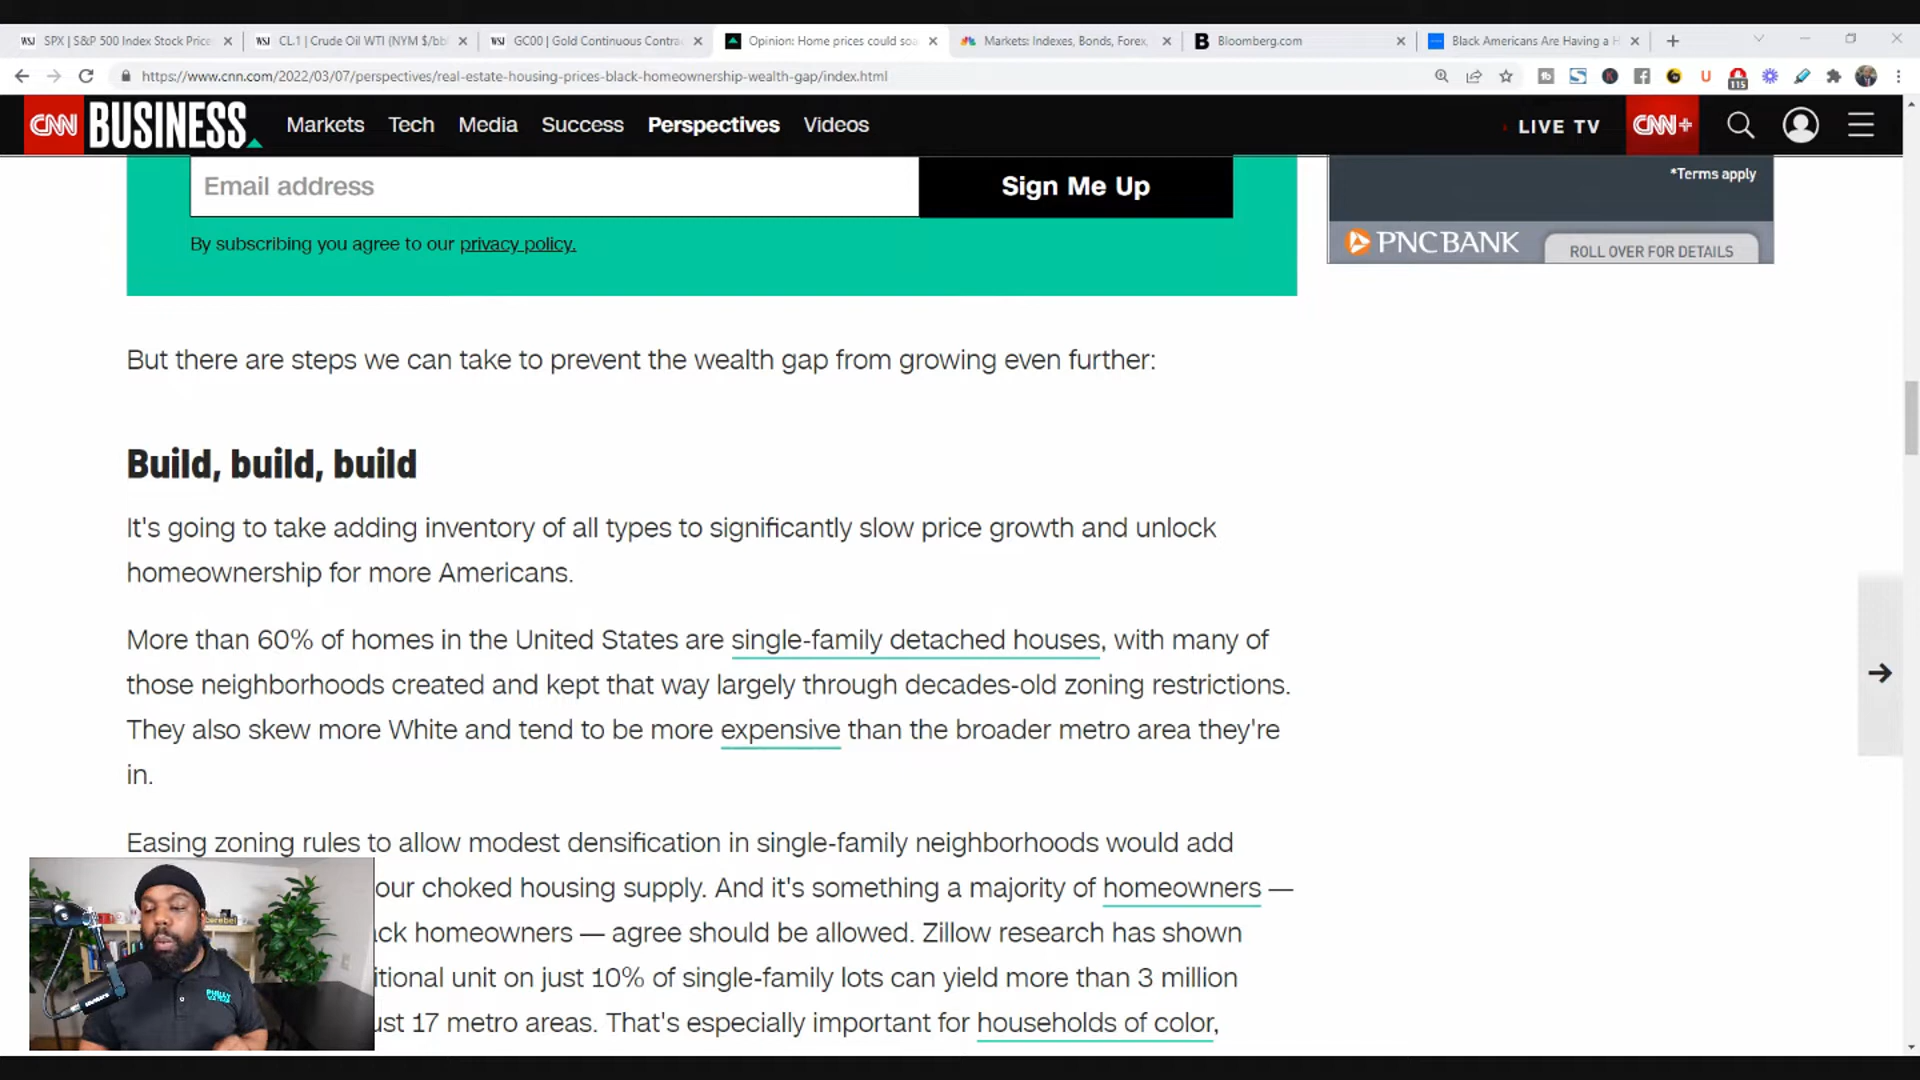 WSJ SPX | S&P 500 Index Stock Price
WSJ CL.1 | Crude Oil WTI (NYM $/bb
WSJ GC00 | Gold Continuous Contra
Opinion: Home prices could soa
Markets: Indexes, Bonds, Forex,
B Bloomberg.com
Black Americans Are Having a H
https://www.cnn.com/2022/03/07/perspectives/real-estate-housing-prices-black-homeownership-wealth-gap/index.html
115
CNN BUSINESS Markets Tech Media Success Perspectives Videos LIVE TV CNN+
Email address Sign Me Up
By subscribing you agree to our privacy policy.
*Terms apply
PNC BANK ROLL OVER FOR DETAILS
But there are steps we can take to prevent the wealth gap from growing even further:
Build, build, build
It's going to take adding inventory of all types to significantly slow price growth and unlock
homeownership for more Americans.
More than 60% of homes in the United States are single-family detached houses, with many of
those neighborhoods created and kept that way largely through decades-old zoning restrictions.
They also skew more White and tend to be more expensive than the broader metro area they're
in.
Easing zoning rules to allow modest densification in single-family neighborhoods would add
our choked housing supply. And it's something a majority of homeowners —
ck homeowners — agree should be allowed. Zillow research has shown
itional unit on just 10% of single-family lots can yield more than 3 million
ust 17 metro areas. That's especially important for households of color,